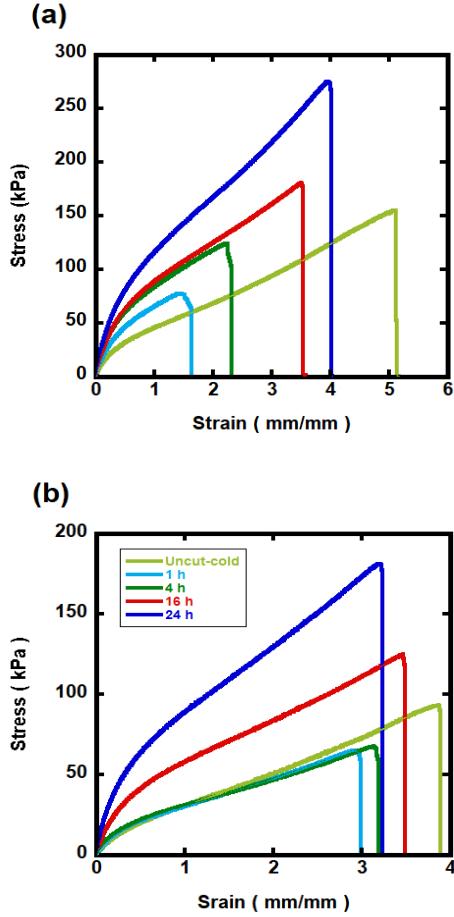 (a)
300
250
200
150
100
50
0
Stress (kPa)
0 1 2 3 4 5 6
Strain ( mm/mm )
(b)
200
150
100
50
0
Stress ( kPa)
Uncut-cold
1 h
4 h
16 h
24 h
0 1 2 3 4
Srain ( mm/mm )